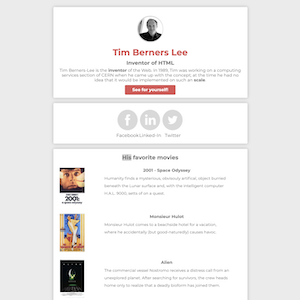 Tim Berners Lee
Inventor of HTML
Tim Berners Lee is the inventor of the Web. In 1989, Tim was working on a computing
services section of CERN when he came up with the concept, at the time he had no
idea that it would be implemented on such an scale.
See for yourself!
Facebook LinkedIn Twitter
His favorite movies
2001 - Space Odyssey
Humanity finds a mysterious, obviously artificial, object buried
beneath the Lunar surface and, with the intelligent computer
H.A.L. 9000, sets off on a quest.
2001:
Monsieur Hulot
Monsieur Hulot comes to a beachside hotel for a vacation,
where he accidentally (but good-naturedly) causes havoc.
Alien
The commercial vessel Nostromo receives a distress call from an
unexplored planet. After searching for survivors, the crew heads
home only to realize that a deadly bioform has joined them.